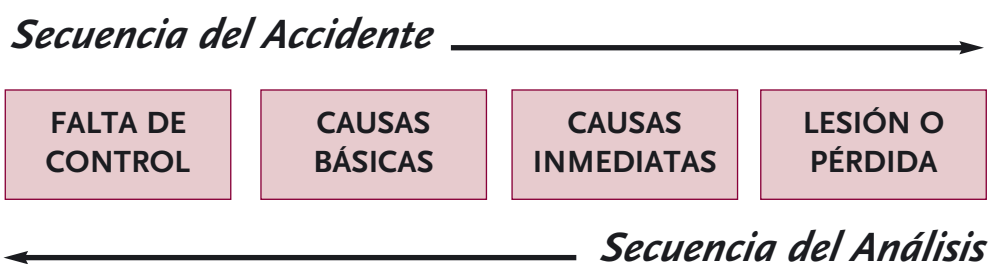 Secuencia del Accidente
FALTA DE
CONTROL
CAUSAS
BÁSICAS
CAUSAS
INMEDIATAS
LESIÓN O
PÉRDIDA
Secuencia del Análisis